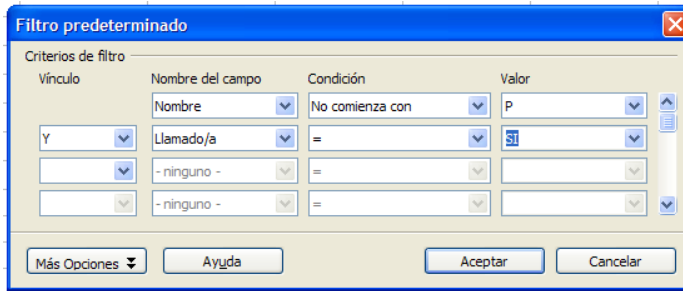 Filtro predeterminado
Criterios de filtro
Vínculo Nombre del campo Condición Valor
Nombre No comienza con P
Y Llamado/a = SI
- ninguno - =
- ninguno - =
Más Opciones Ayuda Aceptar Cancelar